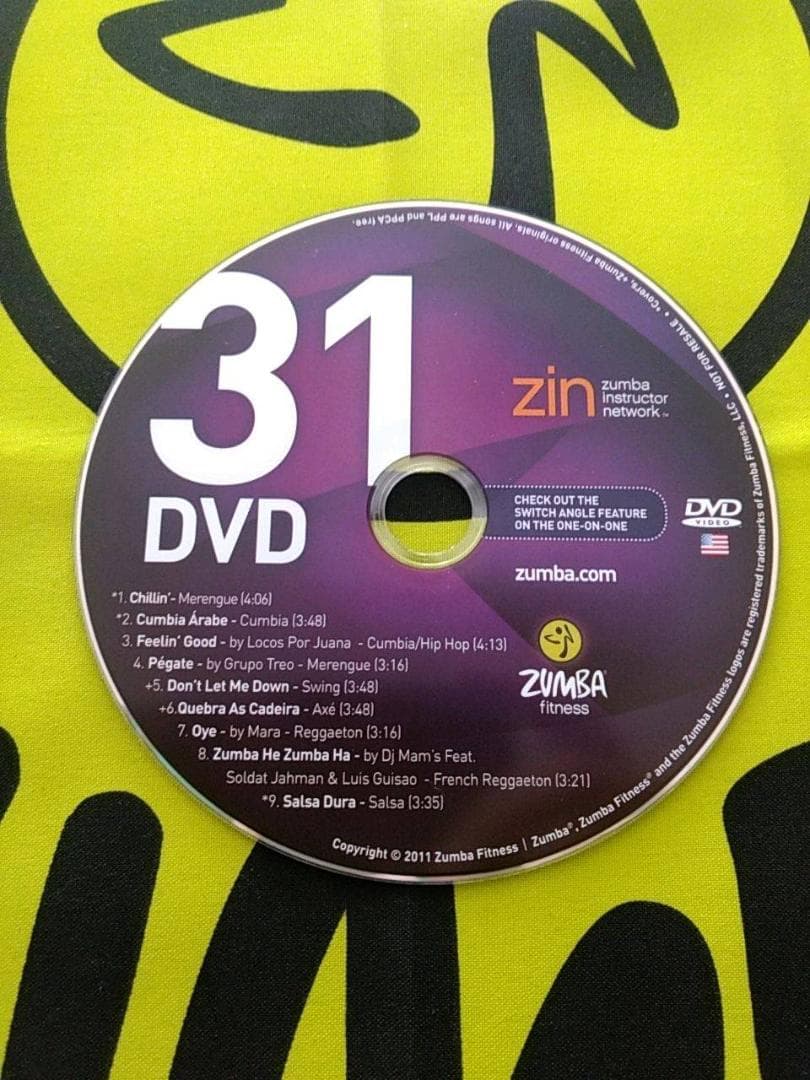 31
DVD
zin
zumba
instructor
network™
CHECK OUT THE
SWITCH ANGLE FEATURE
ON THE ONE-ON-ONE
DVD
VIDEO
zumba.com
ZUMBA®
fitness
*1. Chillin'- Merengue (4:06)
*2. Cumbia Árabe - Cumbia (3:48)
3. Feelin' Good - by Locos Por Juana - Cumbia/Hip Hop (4:13)
4. Pégate - by Grupo Treo - Merengue (3:16)
+5. Don't Let Me Down - Swing (3:48)
+6.Quebra As Cadeira - Axé (3:48)
7. Oye - by Mara - Reggaeton (3:16)
8. Zumba He Zumba Ha - by Dj Mam's Feat.
Soldat Jahman & Luis Guisao - French Reggaeton (3:21)
*9. Salsa Dura - Salsa (3:35)
Copyright © 2011 Zumba Fitness | Zumba®, Zumba Fitness® and the Zumba Fitness logos are registered trademarks of Zumba Fitness, LLC • NOT FOR RESALE • *Covers, +Zumba Fitness originals. All songs are PPL and PPCA free.